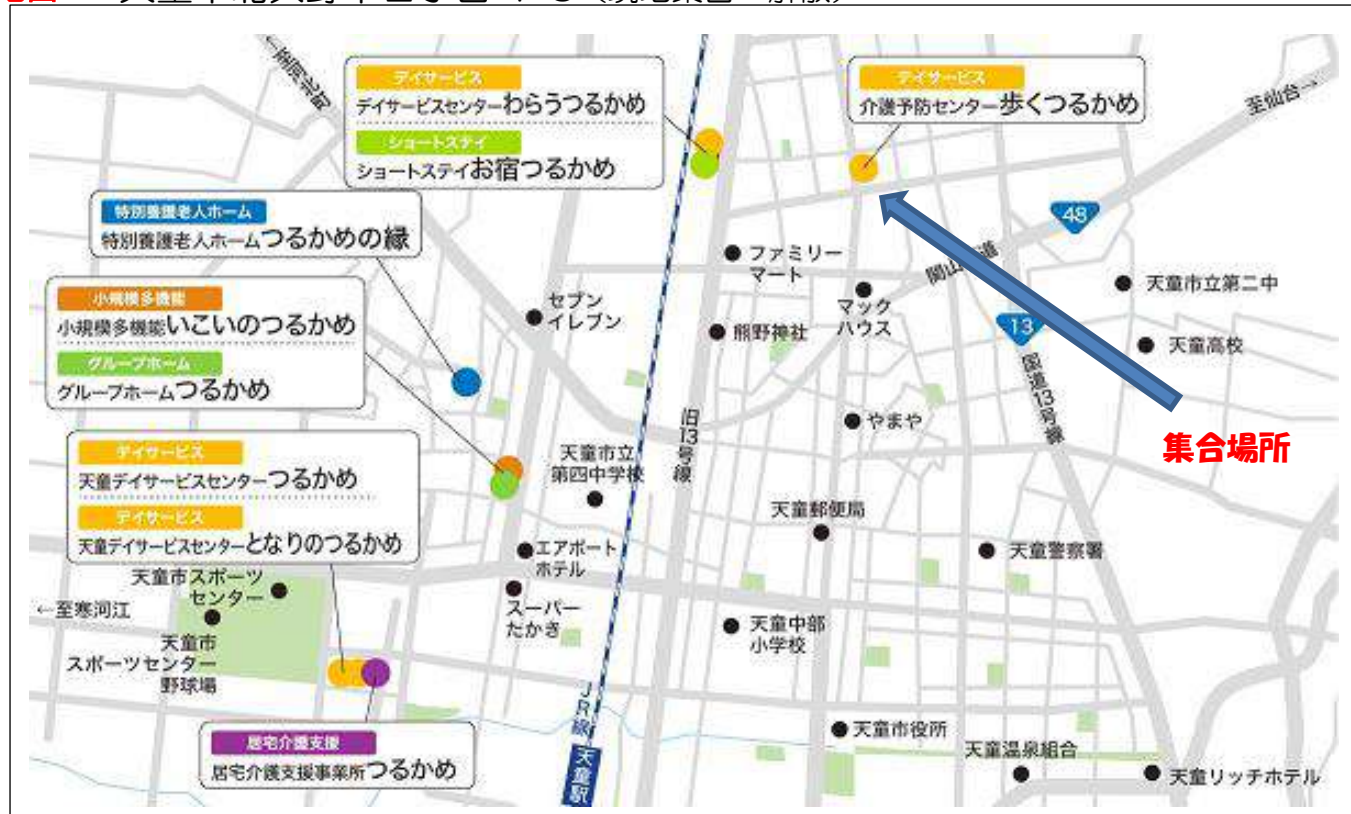 ←至寒河江
デイサービス
デイサービスセンターわらうつるかめ
ショートステイ
ショートステイお宿つるかめ
デイサービス
介護予防センター歩くつるかめ
至仙台→
特別養護老人ホーム
特別養護老人ホームつるかめの縁
48
関山街道
ファミリー
マート
マック
ハウス
天童市立第二中
小規模多機能
小規模多機能いこいのつるかめ
グループホーム
グループホームつるかめ
セブン
イレブン
熊野神社
13
国道13号線
天童高校
旧13号線
やまや
集合場所
天童市立
第四中学校
デイサービス
天童デイサービスセンターつるかめ
デイサービス
天童デイサービスセンターとなりのつるかめ
天童郵便局
エアポート
ホテル
天童警察署
天童市スポーツ
センター
スーパー
たかき
天童市
スポーツセンター
野球場
天童中部
小学校
JR線
天童駅
居宅介護支援
居宅介護支援事業所つるかめ
天童市役所
天童温泉組合
天童リッチホテル